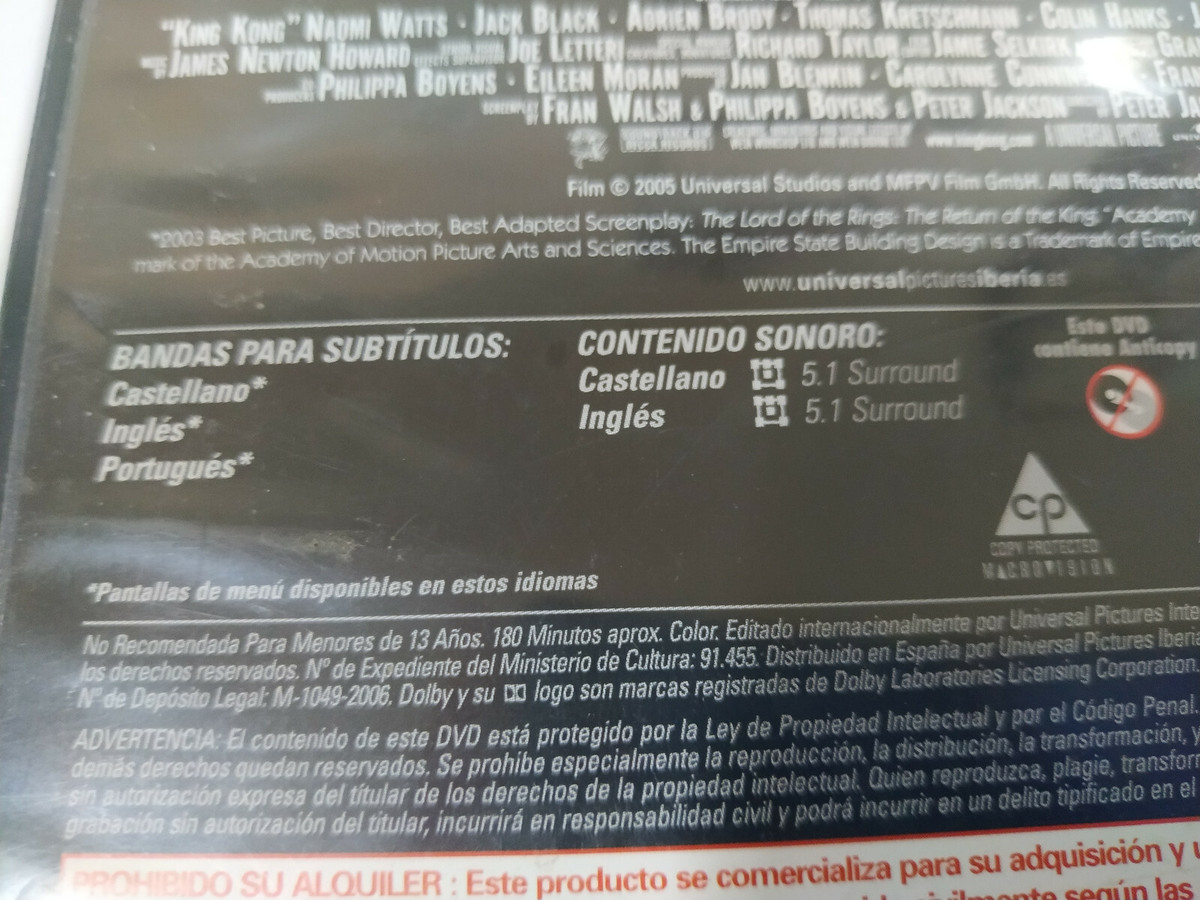 "King Kong" Naomi Watts · Jack Black · Adrien Brody · Thomas Kretschmann · Colin Hanks ·
James Newton Howard Joe Letteri Richard Taylor Jamie Selkirk
Philippa Boyens · Eileen Moran Jan Blenkin · Carolynne
Screenplay by Fran Walsh & Philippa Boyens & Peter Jackson Peter
Film © 2005 Universal Studios and MFPV Film GmbH. All Rights Reserved
*2003 Best Picture, Best Director, Best Adapted Screenplay: The Lord of the Rings: The Return of the King. "Academy
mark of the Academy of Motion Picture Arts and Sciences. The Empire State Building Design is a Trademark of
www.universalpicturesiberia.es
BANDAS PARA SUBTÍTULOS:
Castellano*
Inglés*
Portugués*
*Pantallas de menú disponibles en estos idiomas
CONTENIDO SONORO:
Castellano 5.1 Surround
Inglés 5.1 Surround
Este DVD
contiene Anticopy
cp
COPY PROTECTED
MACROVISION
No Recomendada Para Menores de 13 Años. 180 Minutos aprox. Color. Editado internacionalmente por Universal Pictures
los derechos reservados. Nº de Expediente del Ministerio de Cultura: 91.455. Distribuido en España por Universal Pictures
Nº de Depósito Legal: M-1049-2006. Dolby y su logo son marcas registradas de Dolby Laboratories Licensing Corporation
ADVERTENCIA: El contenido de este DVD está protegido por la Ley de Propiedad Intelectual y por el Código Penal.
demás derechos quedan reservados. Se prohíbe especialmente la reproducción, la distribución, la transformación, y
sin autorización expresa del títular de los derechos de la propiedad intelectual. Quien reproduzca, plagie,
grabación sin autorización del titular, incurrirá en responsabilidad civil y podrá incurrir en un delito tipificado en el
PROHIBIDO SU ALQUILER : Este producto se comercializa para su adquisición y
civilmente según las